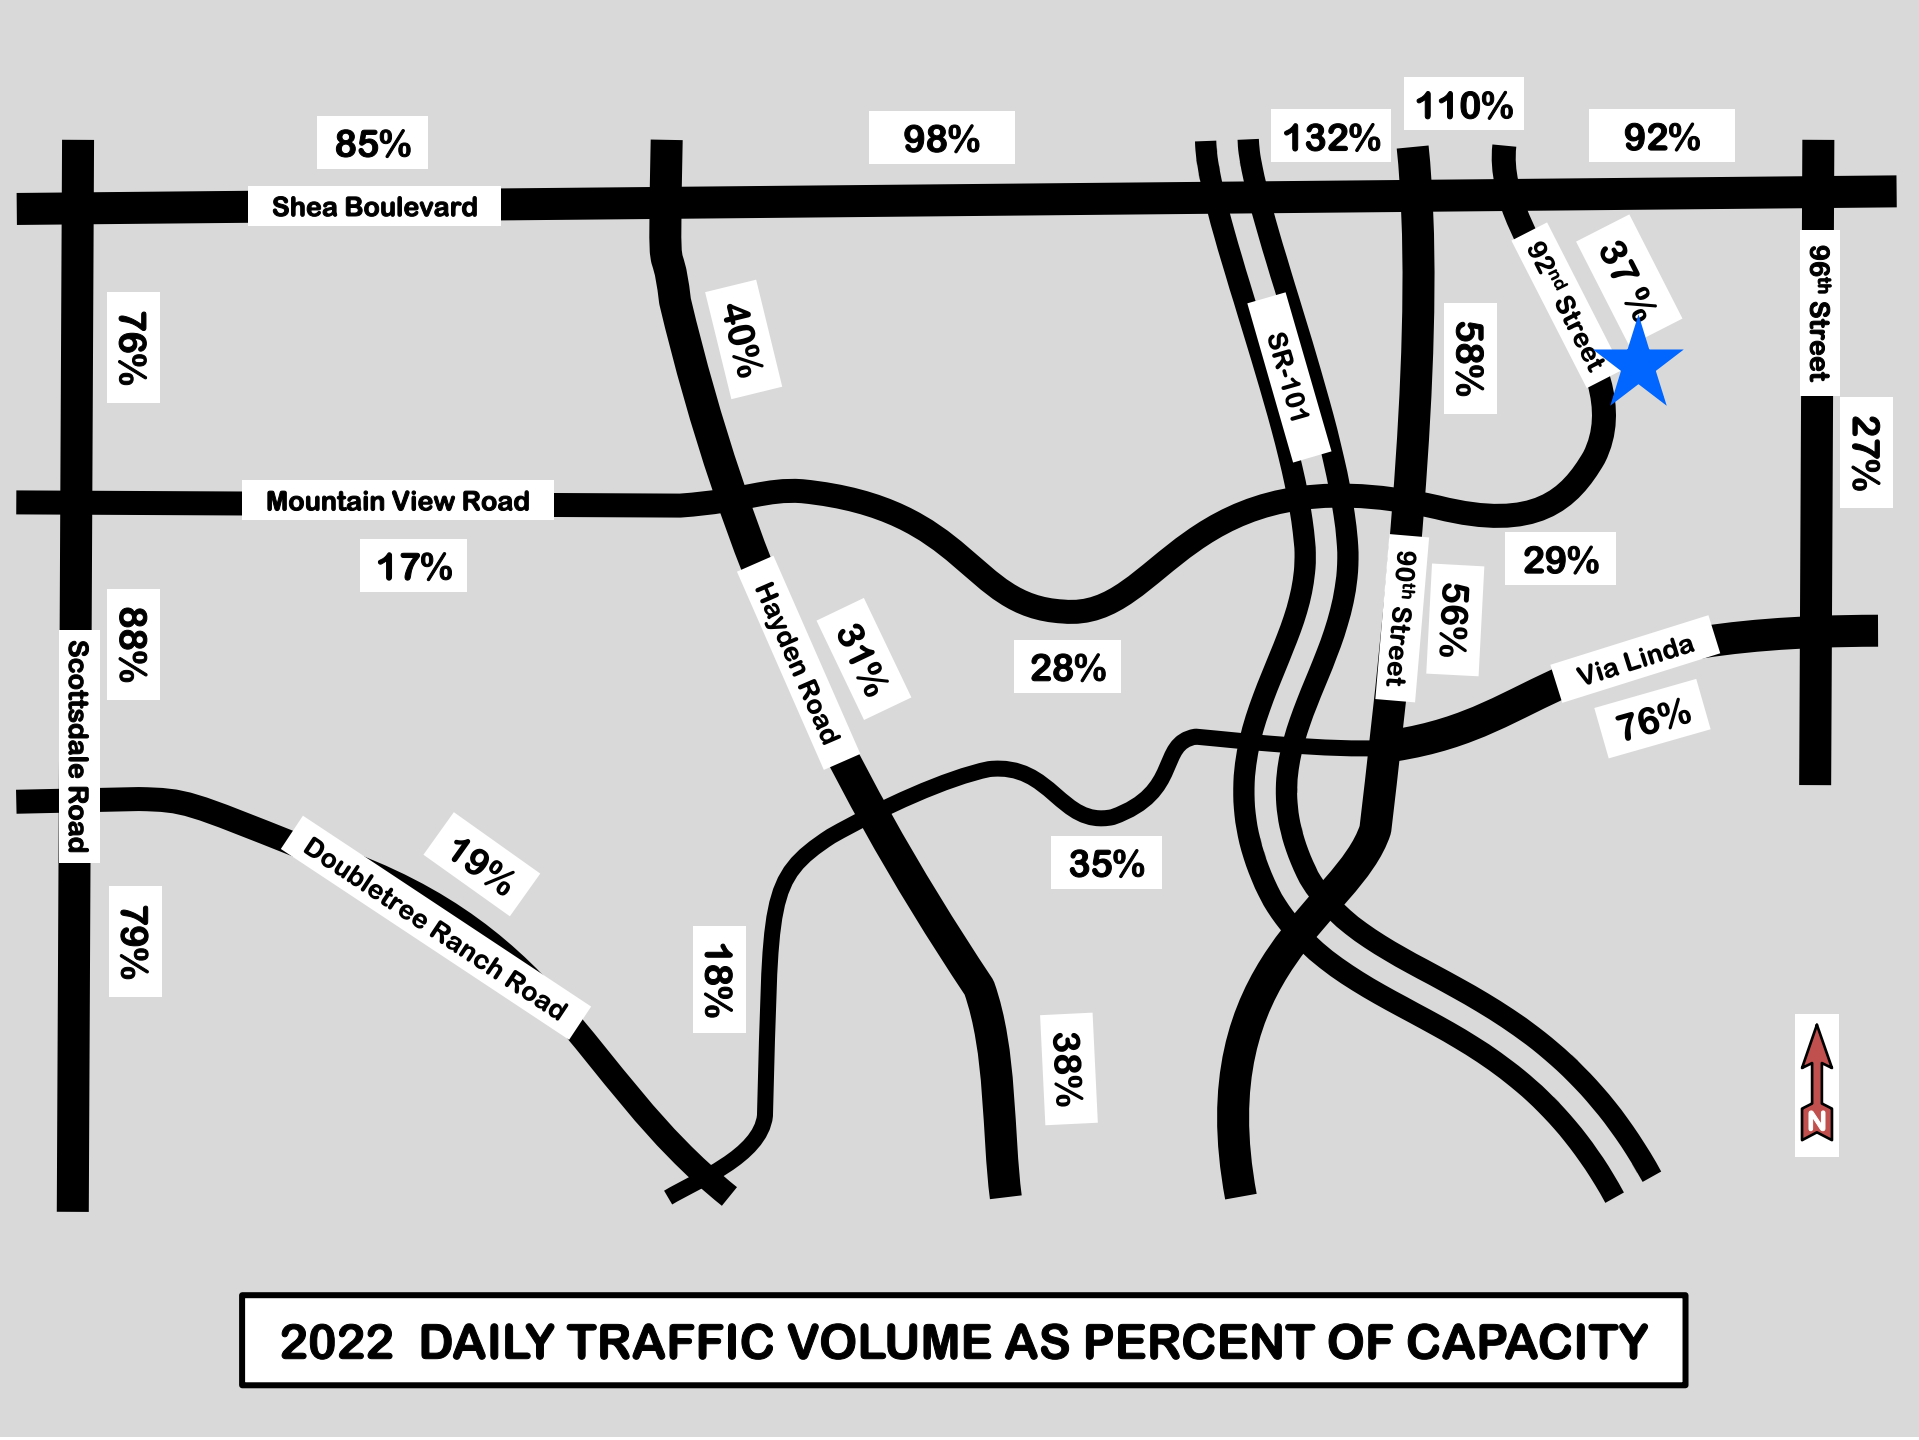 110%
85%
98%
132%
92%
Shea Boulevard
92nd Street
37 %
96th Street
76%
40%
SR-101
58%
27%
Mountain View Road
17%
29%
88%
Hayden Road
31%
28%
90th Street
56%
Via Linda
76%
Scottsdale Road
19%
Doubletree Ranch Road
35%
79%
18%
38%
N
2022 DAILY TRAFFIC VOLUME AS PERCENT OF CAPACITY